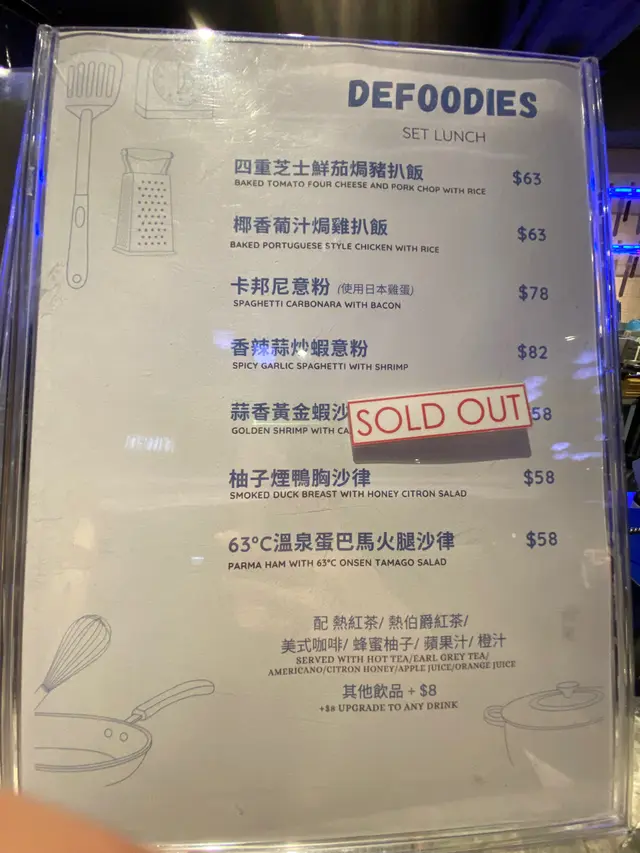 DEFOODIES
SET LUNCH
四重芝士鮮茄焗豬扒飯 $63
BAKED TOMATO FOUR CHEESE AND PORK CHOP WITH RICE
椰香葡汁焗雞扒飯 $63
BAKED PORTUGUESE STYLE CHICKEN WITH RICE
卡邦尼意粉 (使用日本雞蛋) $78
SPAGHETTI CARBONARA WITH BACON
香辣蒜炒蝦意粉 $82
SPICY GARLIC SPAGHETTI WITH SHRIMP
蒜香黃金蝦沙 SOLD OUT 58
GOLDEN SHRIMP WITH CA
柚子煙鴨胸沙律 $58
SMOKED DUCK BREAST WITH HONEY CITRON SALAD
63°C溫泉蛋巴馬火腿沙律 $58
PARMA HAM WITH 63°C ONSEN TAMAGO SALAD
配 熱紅茶/ 熱伯爵紅茶/
美式咖啡/ 蜂蜜柚子/ 蘋果汁/ 橙汁
SERVED WITH HOT TEA/EARL GREY TEA/
AMERICANO/CITRON HONEY/APPLE JUICE/ORANGE JUICE
其他飲品 + $8
+$8 UPGRADE TO ANY DRINK